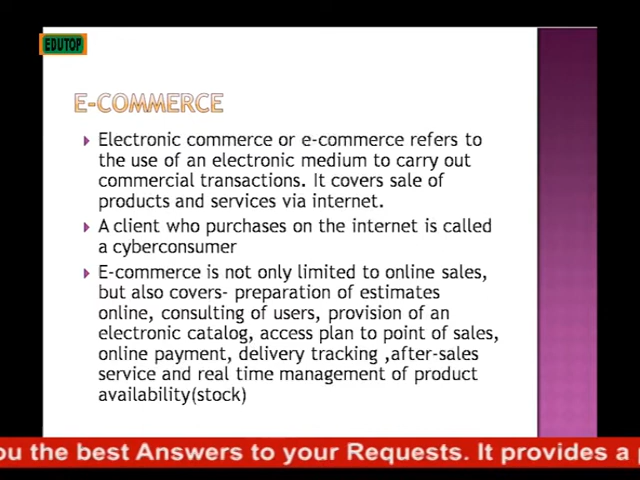 EDUTOP
E-COMMERCE
Electronic commerce or e-commerce refers to
the use of an electronic medium to carry out
commercial transactions. It covers sale of
products and services via internet.
A client who purchases on the internet is called
a cyberconsumer
E-commerce is not only limited to online sales,
but also covers- preparation of estimates
online, consulting of users, provision of an
electronic catalog, access plan to point of sales,
online payment, delivery tracking ,after-sales
service and real time management of product
availability(stock)
the best Answers to your Requests. It provides a